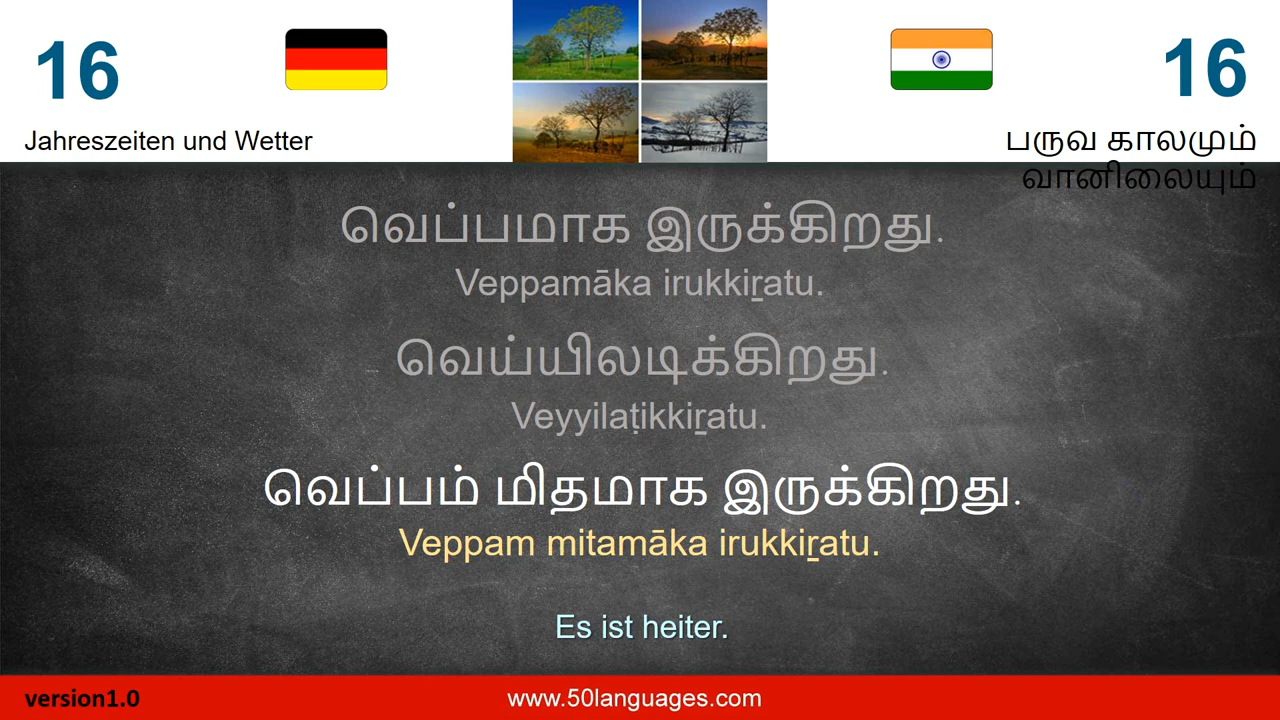 16
16
Jahreszeiten und Wetter
பருவ காலமும்
வானிலையும்
வெப்பமாக இருக்கிறது.
Veppamāka irukkiṟatu.
வெய்யிலடிக்கிறது.
Veyyilaṭikkiṟatu.
வெப்பம் மிதமாக இருக்கிறது.
Veppam mitamāka irukkiṟatu.
Es ist heiter.
version1.0
www.50languages.com